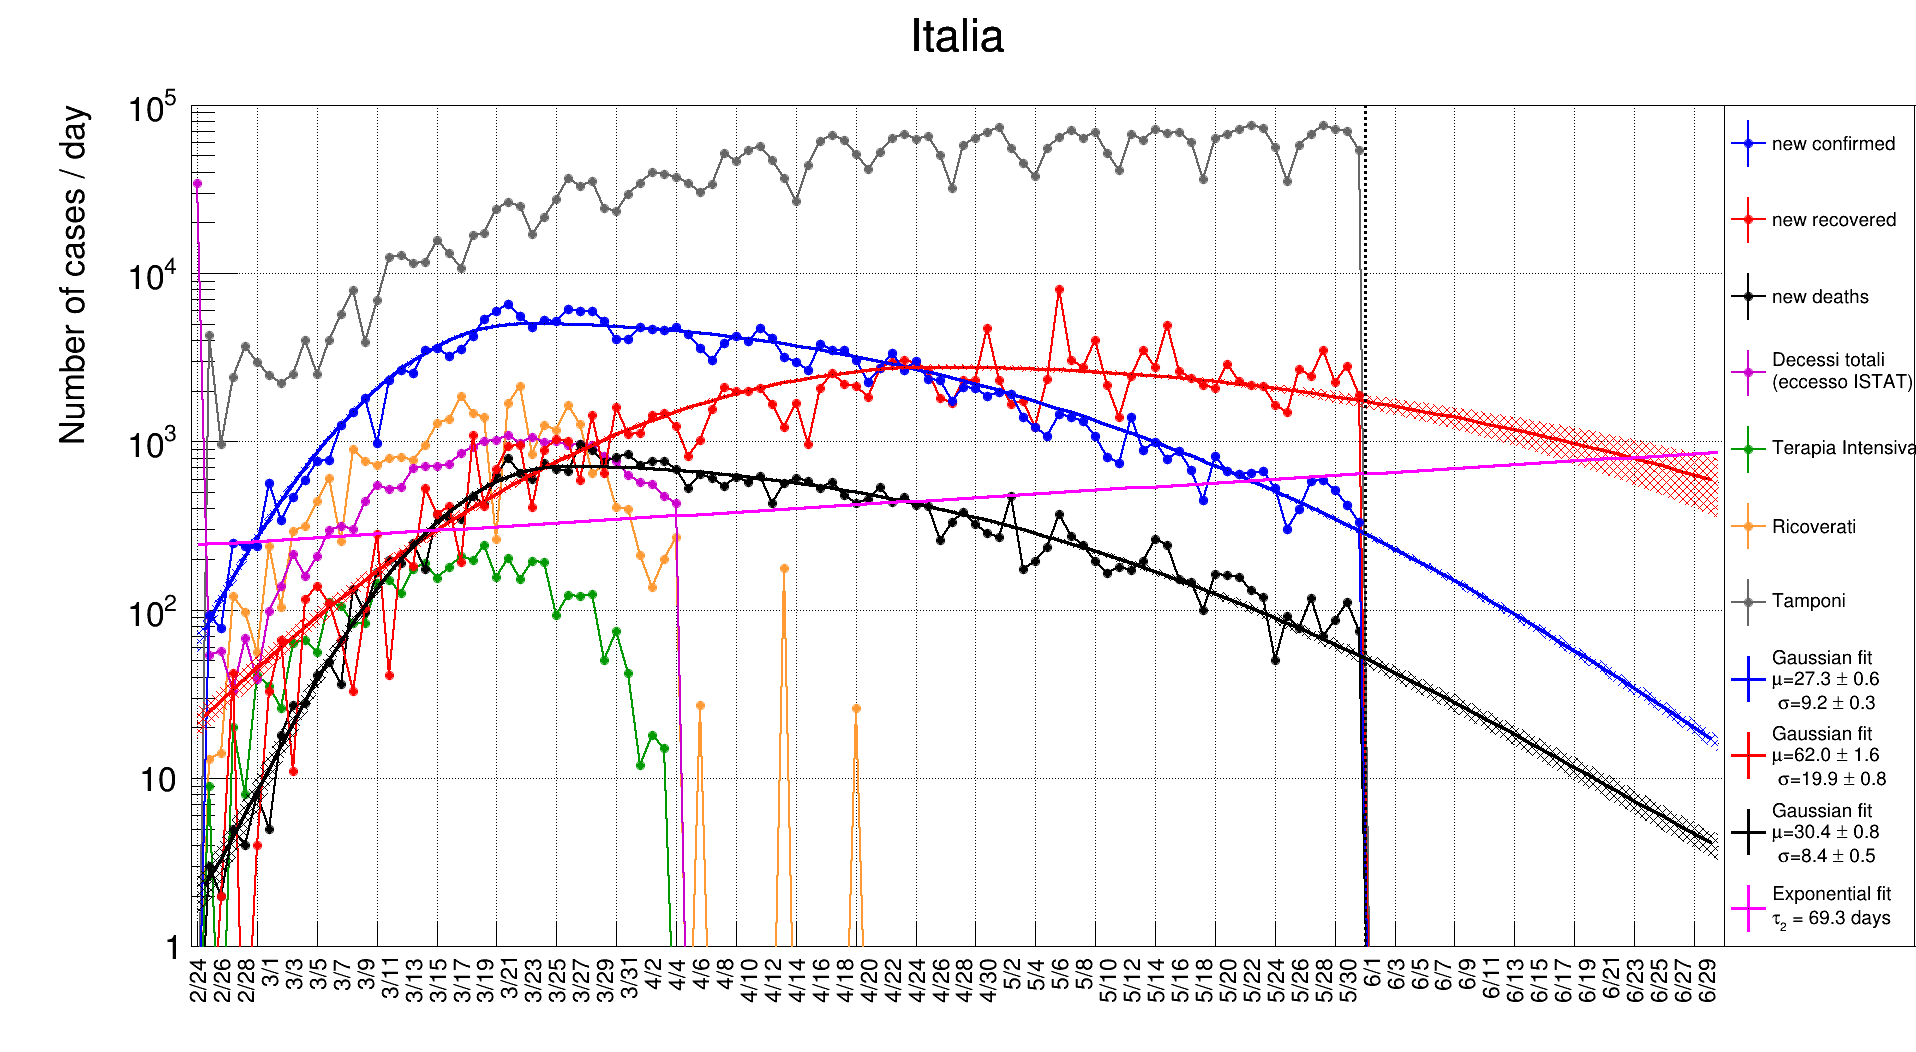 Italia
Number of cases / day
10^5
10^4
10^3
10^2
10
1
2/24 2/26 2/28 3/1 3/3 3/5 3/7 3/9 3/11 3/13 3/15 3/17 3/19 3/21 3/23 3/25 3/27 3/29 3/31 4/2 4/4 4/6 4/8 4/10 4/12 4/14 4/16 4/18 4/20 4/22 4/24 4/26 4/28 4/30 5/2 5/4 5/6 5/8 5/10 5/12 5/14 5/16 5/18 5/20 5/22 5/24 5/26 5/28 5/30 6/1 6/3 6/5 6/7 6/9 6/11 6/13 6/15 6/17 6/19 6/21 6/23 6/25 6/27 6/29
new confirmed
new recovered
new deaths
Decessi totali
(eccesso ISTAT)
Terapia Intensiva
Ricoverati
Tamponi
Gaussian fit
μ=27.3 ± 0.6
σ=9.2 ± 0.3
Gaussian fit
μ=62.0 ± 1.6
σ=19.9 ± 0.8
Gaussian fit
μ=30.4 ± 0.8
σ=8.4 ± 0.5
Exponential fit
τ₂ = 69.3 days